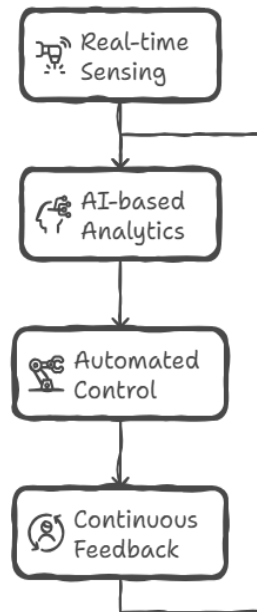 Real-time
Sensing
AI-based
Analytics
Automated
Control
Continuous
Feedback